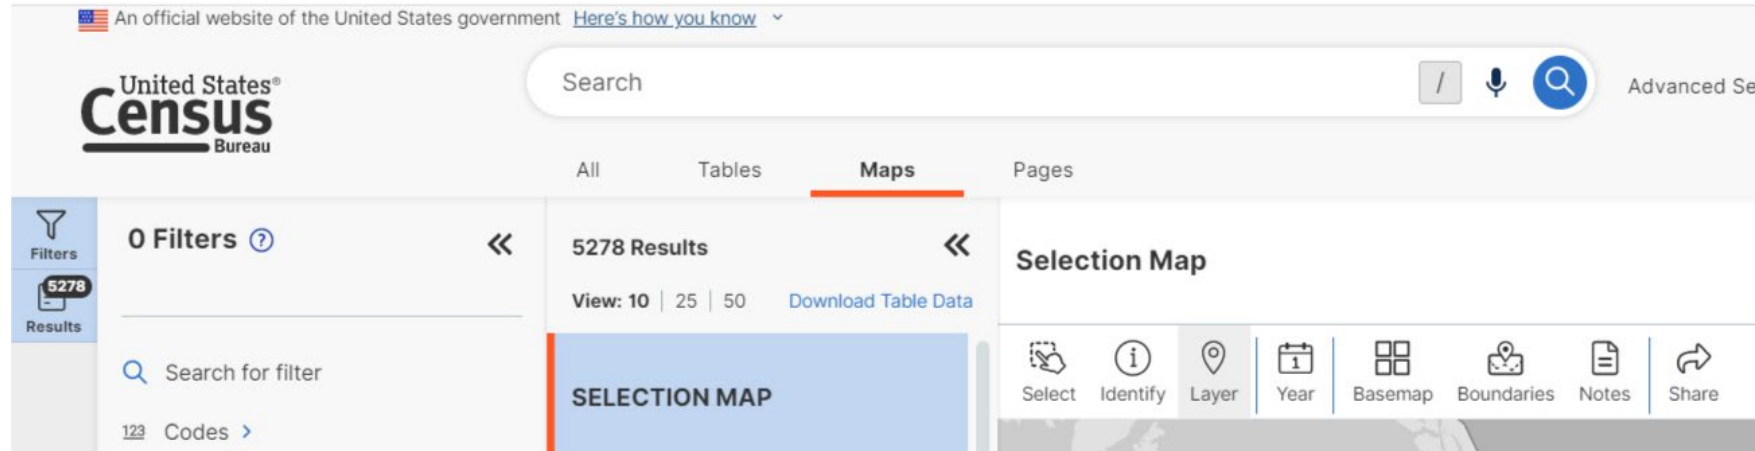 An official website of the United States government Here's how you know
United States®
Census
Bureau
Search
/
Advanced Se
All Tables Maps Pages
Filters
5278
Results
0 Filters ?
Search for filter
123 Codes
5278 Results
View: 10 | 25 | 50 Download Table Data
SELECTION MAP
Selection Map
Select Identify Layer Year Basemap Boundaries Notes Share